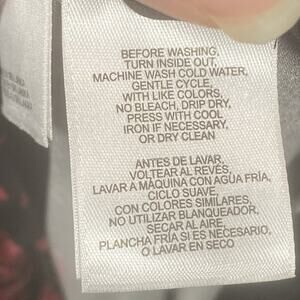 BEFORE WASHING,
TURN INSIDE OUT,
MACHINE WASH COLD WATER,
GENTLE CYCLE,
WITH LIKE COLORS,
NO BLEACH, DRIP DRY,
PRESS WITH COOL
IRON IF NECESSARY,
OR DRY CLEAN
ANTES DE LAVAR,
VOLTEAR AL REVÉS,
LAVAR A MÁQUINA CON AGUA FRÍA,
CICLO SUAVE,
CON COLORES SIMILARES,
NO UTILIZAR BLANQUEADOR,
SECAR AL AIRE,
PLANCHA FRÍA SI ES NECESARIO,
O LAVAR EN SECO